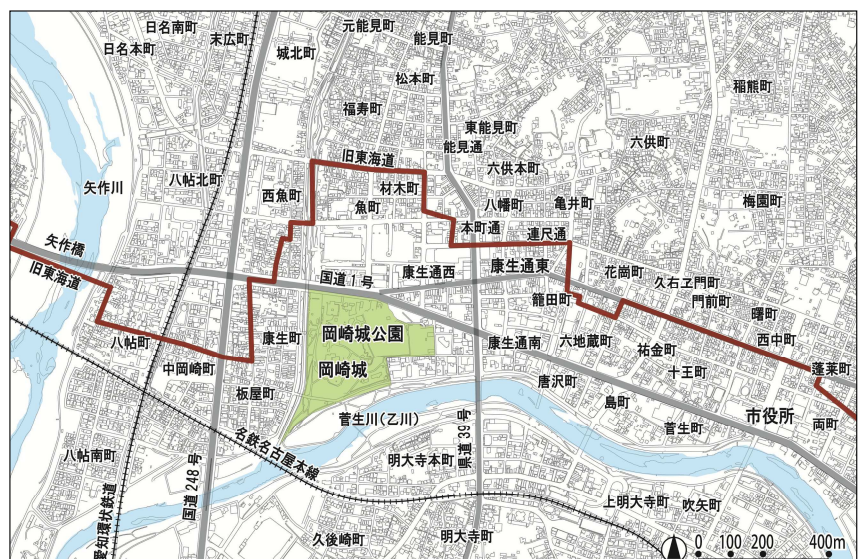 日名南町
日名本町
末広町
城北町
元能見町
能見町
松本町
福寿町
東能見町
能見通
六供町
稲熊町
矢作川
八帖北町
旧東海道
西魚町
材木町
魚町
六供本町
八幡町
亀井町
梅園町
本町通
連尺通
矢作橋
旧東海道
国道1号
康生通西
康生通東
花崗町
久右ヱ門町
門前町
籠田町
曙町
西中町
八帖町
康生町
岡崎城公園
岡崎城
康生通南
六地蔵町
祐金町
蓬莱町
中岡崎町
板屋町
唐沢町
十王町
島町
市役所
両町
菅生川(乙川)
菅生町
名鉄名古屋本線
県道39号
八帖南町
国道248号
愛知環状鉄道
明大寺本町
上明大寺町
吹矢町
久後崎町
明大寺町
0 100 200 400m